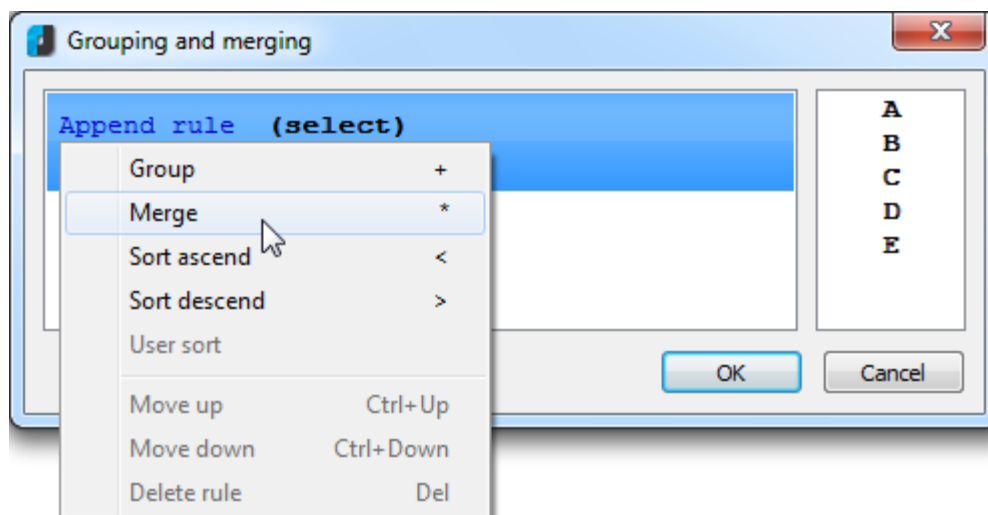 Grouping and merging
Append rule (select)
Group +
Merge *
Sort ascend <
Sort descend >
User sort
Move up Ctrl+Up
Move down Ctrl+Down
Delete rule Del
A
B
C
D
E
OK
Cancel